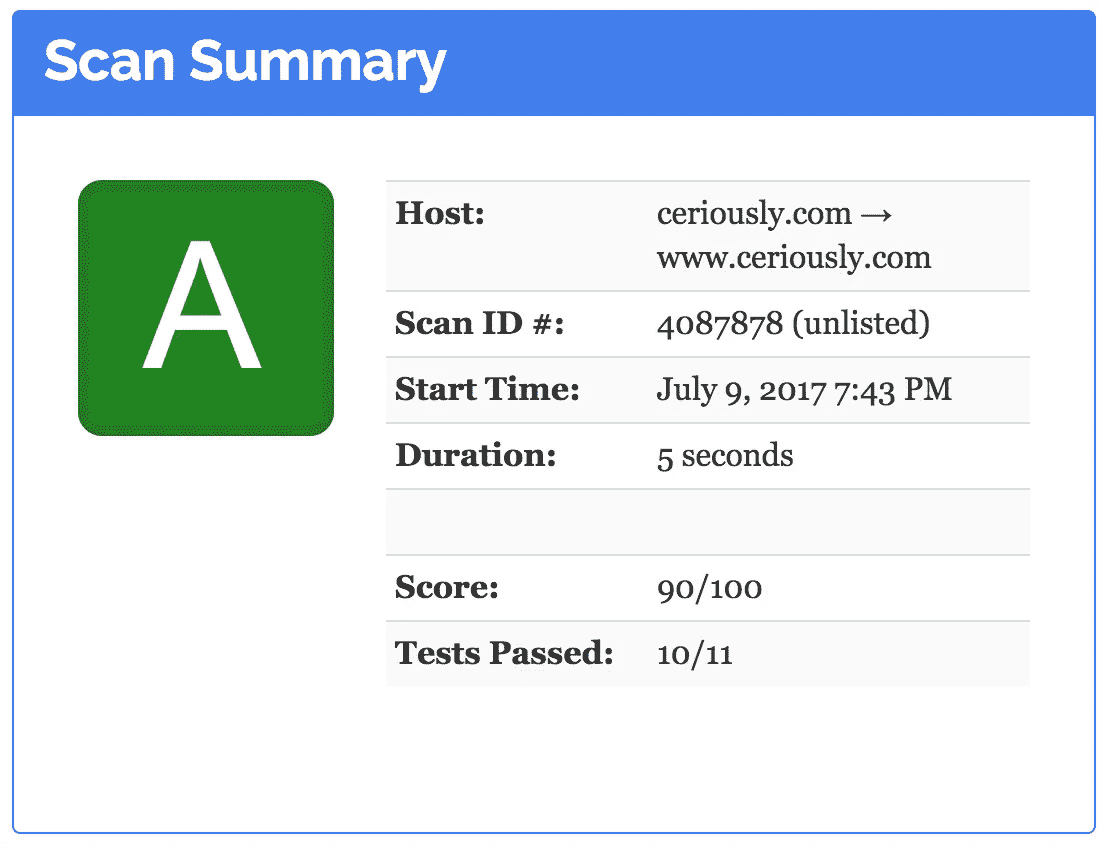 Scan Summary
A
Host: ceriously.com →
www.ceriously.com
Scan ID #: 4087878 (unlisted)
Start Time: July 9, 2017 7:43 PM
Duration: 5 seconds
Score: 90/100
Tests Passed: 10/11